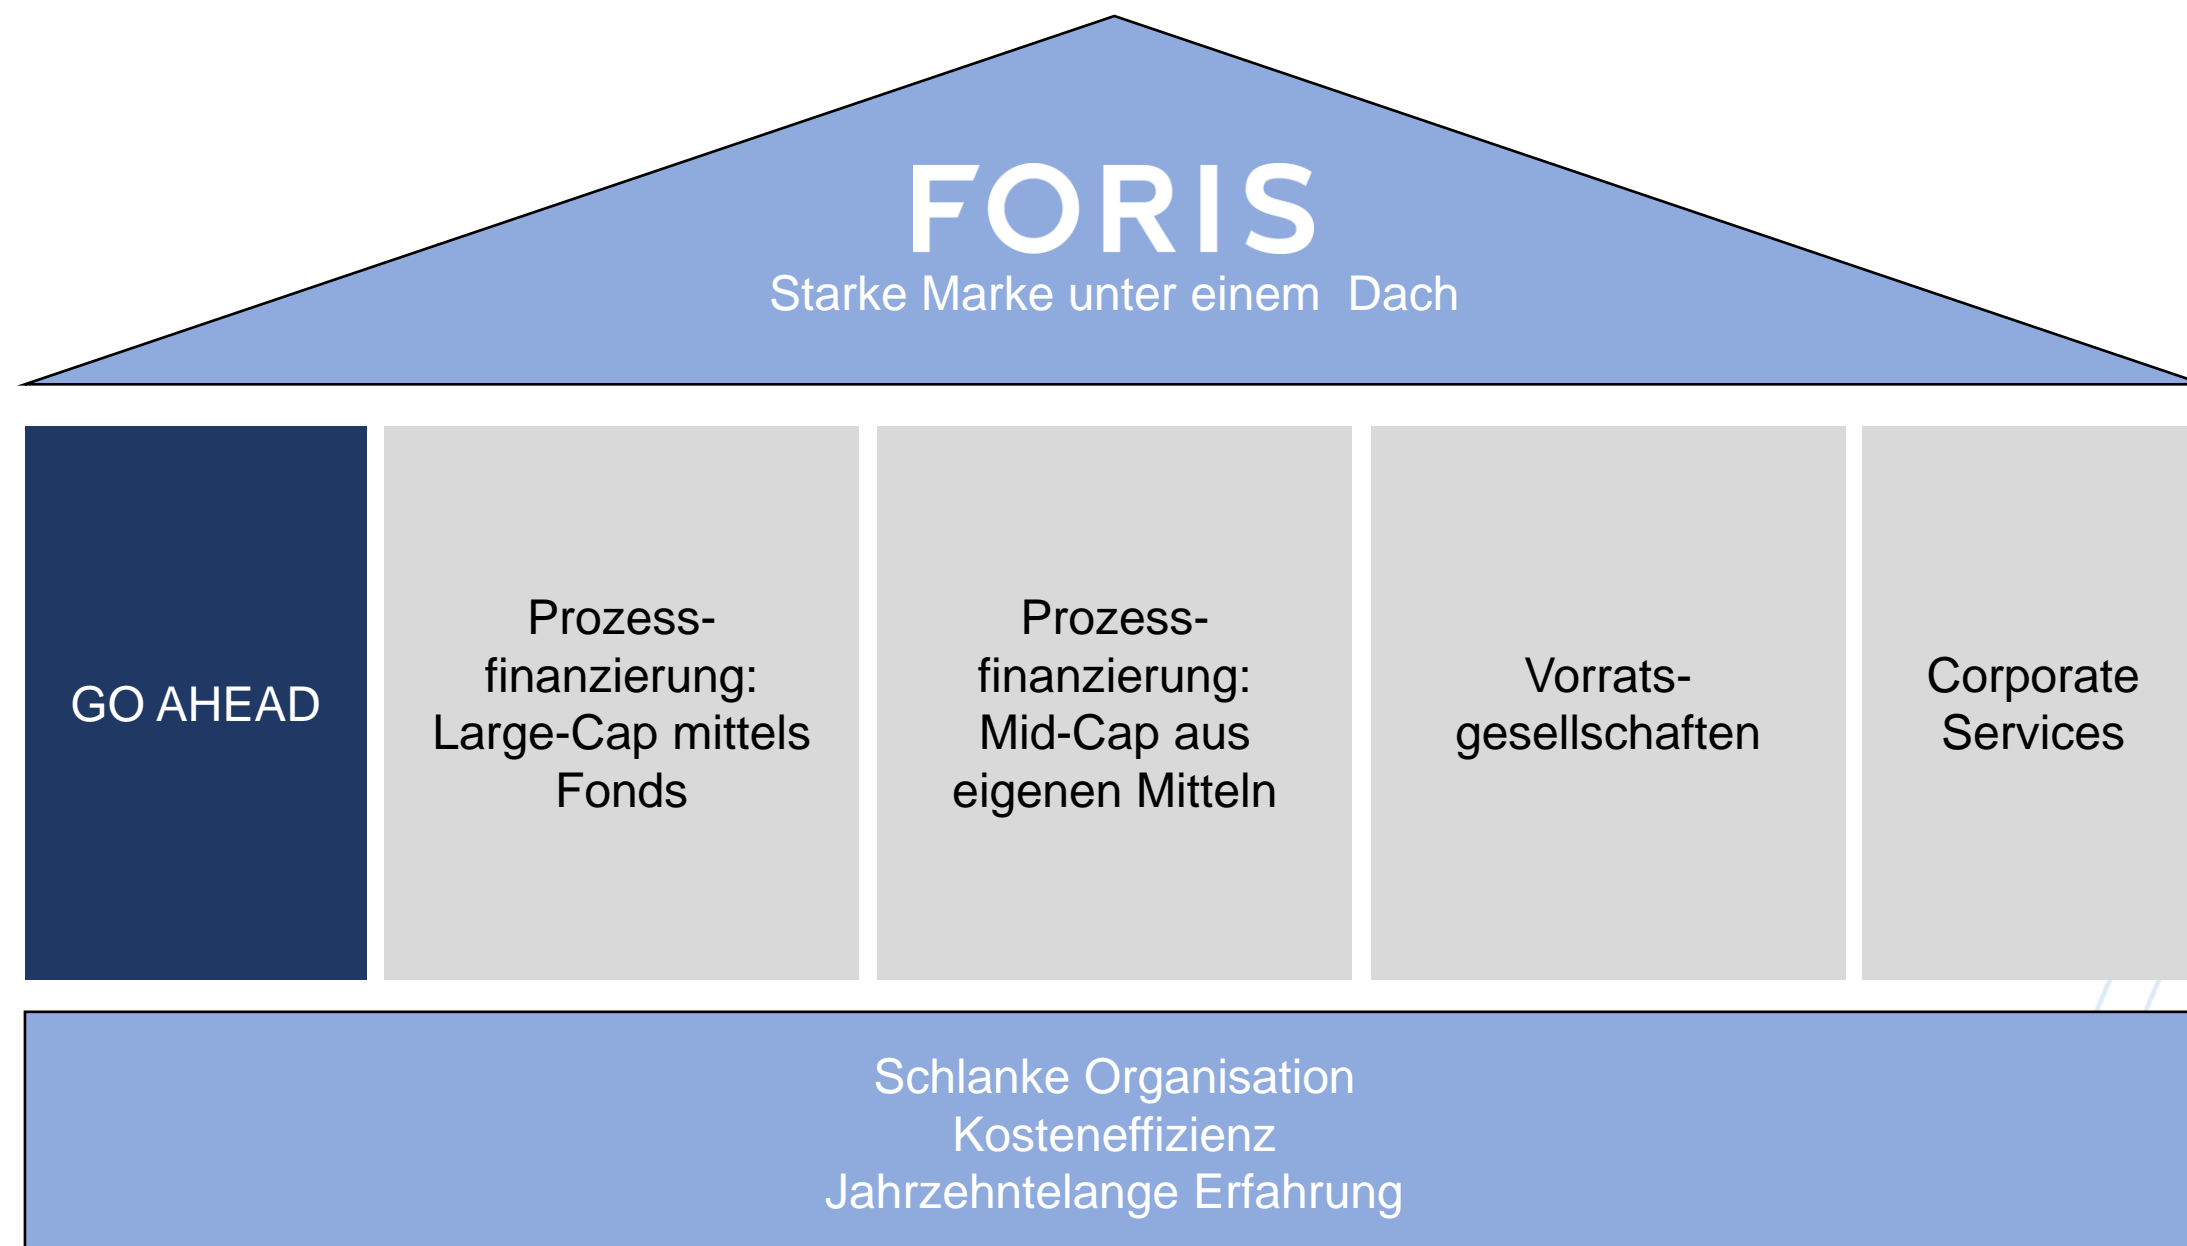 FORIS
Starke Marke unter einem Dach
GO AHEAD
Prozess-
finanzierung:
Large-Cap mittels
Fonds
Prozess-
finanzierung:
Mid-Cap aus
eigenen Mitteln
Vorrats-
gesellschaften
Corporate
Services
Schlanke Organisation
Kosteneffizienz
Jahrzehntelange Erfahrung